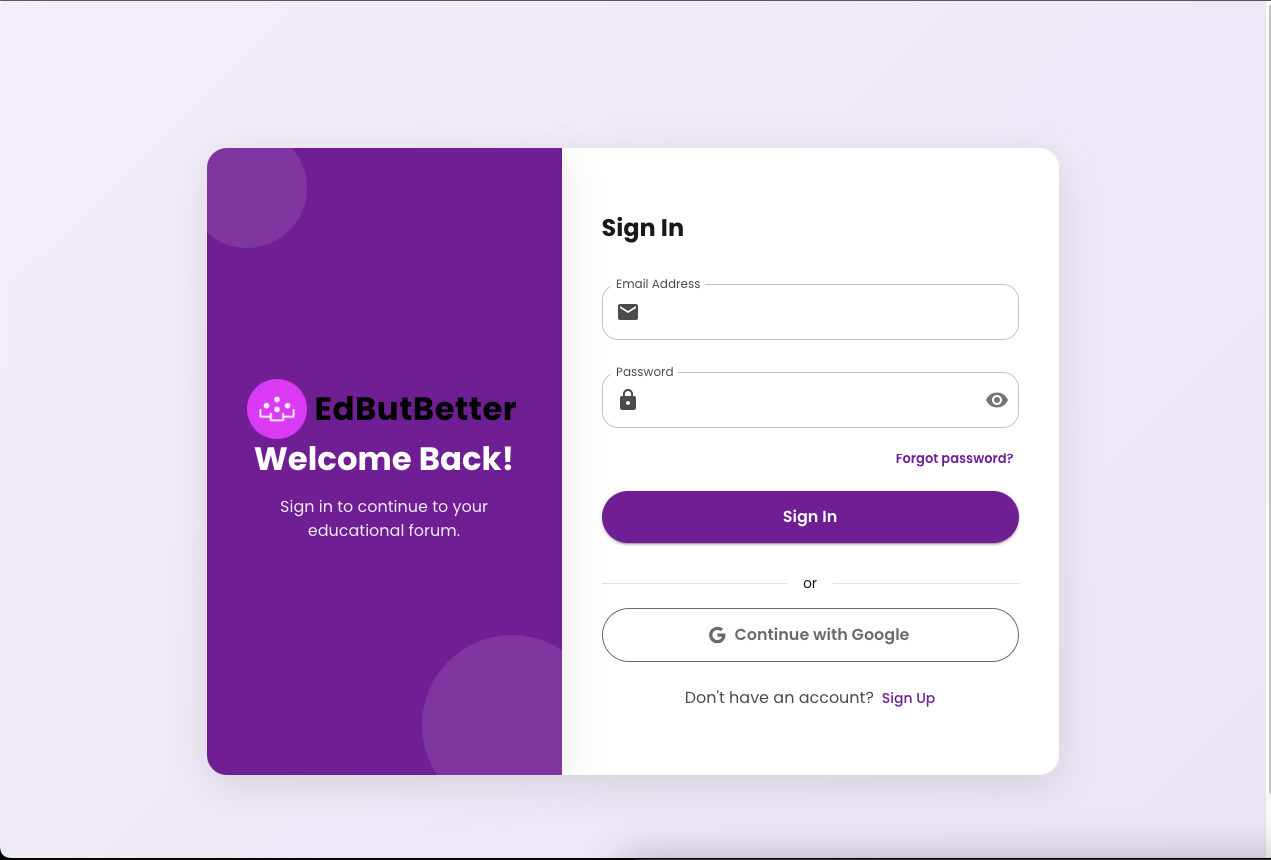 EdButBetter
Welcome Back!
Sign in to continue to your
educational forum.
Sign In
Email Address
Password
Forgot password?
Sign In
or
Continue with Google
Don't have an account? Sign Up